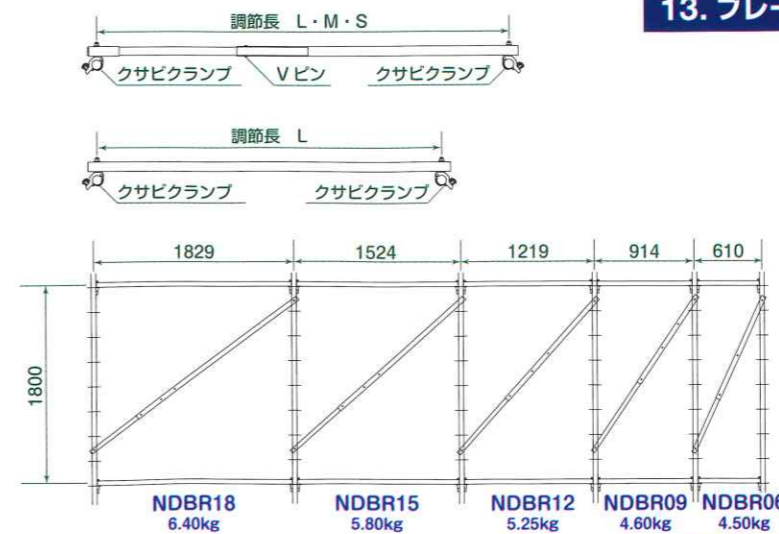 13. フレー
調節長 L・M・S
クサビクランプ
Vピン
クサビクランプ
調節長 L
クサビクランプ
クサビクランプ
1829
1524
1219
914
610
1800
NDBR18
NDBR15
NDBR12
NDBR09
NDBR06
6.40kg
5.80kg
5.25kg
4.60kg
4.50kg